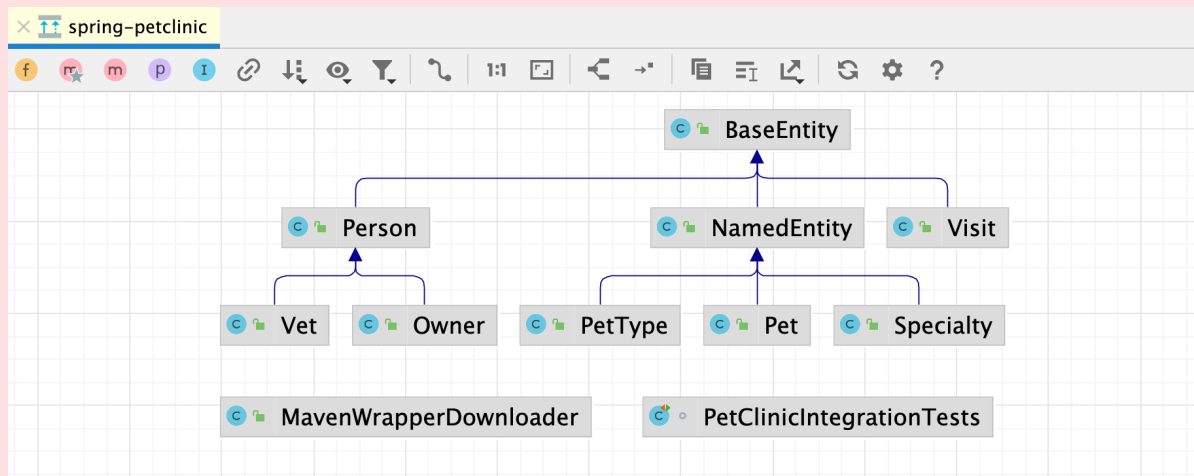 spring-petclinic
f m m p I 1:1 ?
C BaseEntity
C Person C NamedEntity C Visit
C Vet C Owner C PetType C Pet C Specialty
C MavenWrapperDownloader C PetClinicIntegrationTests